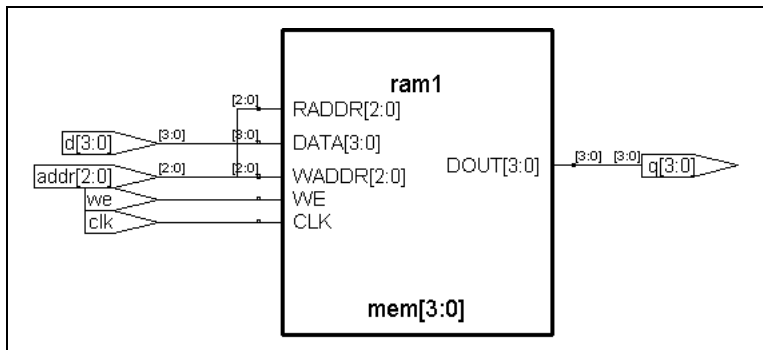 ram1
[2:0] RADDR[2:0]
d[3:0] [3:0] [3:0] DATA[3:0]
addr[2:0] [2:0] [2:0] WADDR[2:0] DOUT[3:0] [3:0] [3:0] q[3:0]
we WE
clk CLK
mem[3:0]